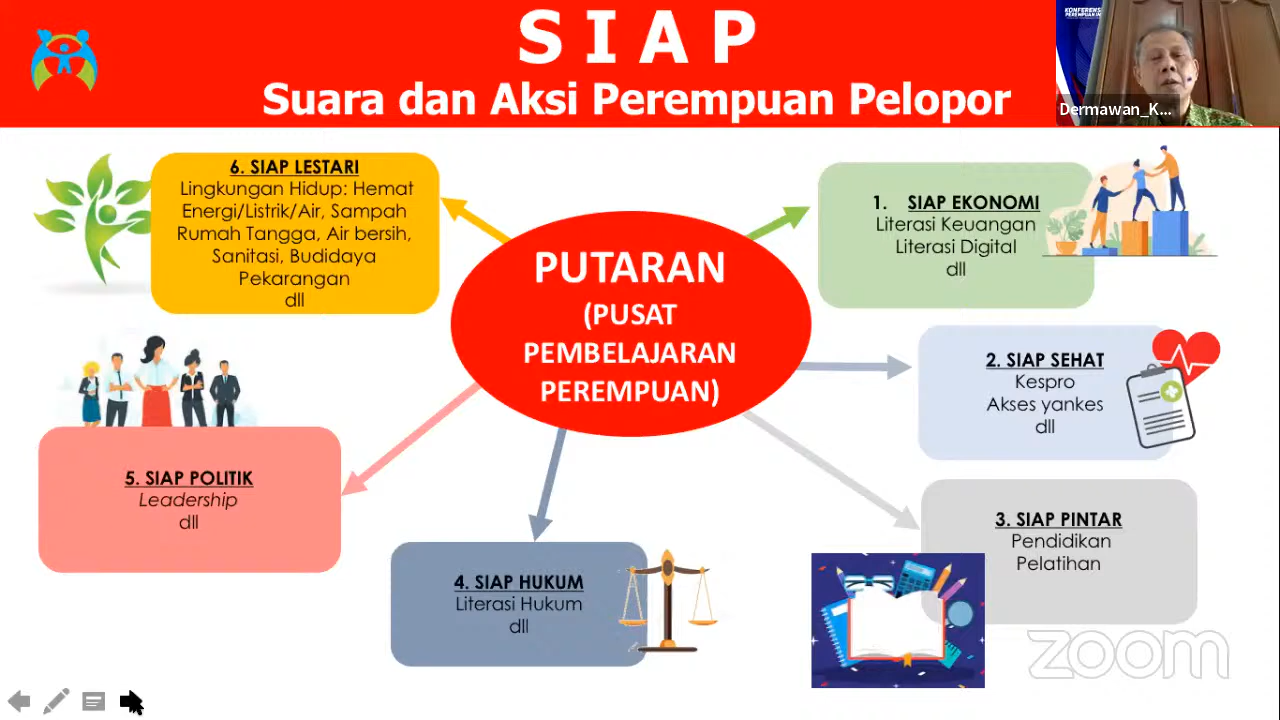 S I A P
Suara dan Aksi Perempuan Pelopor
KONFERENSI
PEREMPUAN IN
Dermawan_K...
6. SIAP LESTARI
Lingkungan Hidup: Hemat
Energi/Listrik/Air, Sampah
Rumah Tangga, Air bersih,
Sanitasi, Budidaya
Pekarangan
dll
PUTARAN
(PUSAT
PEMBELAJARAN
PEREMPUAN)
1. SIAP EKONOMI
Literasi Keuangan
Literasi Digital
dll
2. SIAP SEHAT
Kespro
Akses yankes
dll
3. SIAP PINTAR
Pendidikan
Pelatihan
4. SIAP HUKUM
Literasi Hukum
dll
5. SIAP POLITIK
Leadership
dll
zoom